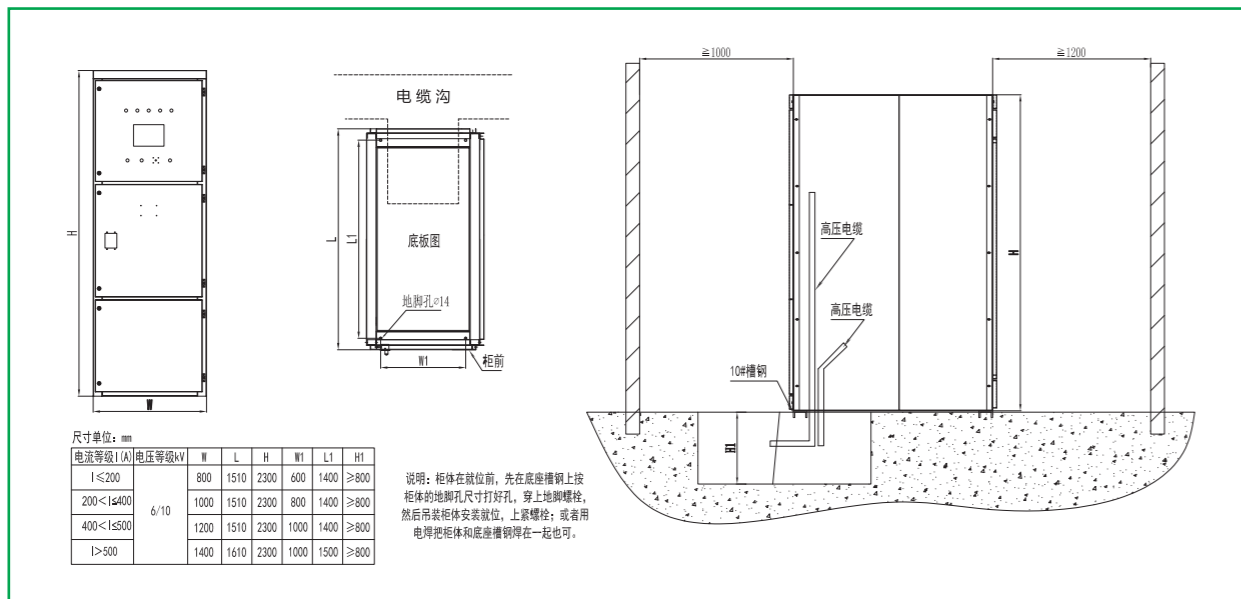 H
W
电缆沟
L
L1
底板图
地脚孔⌀14
W1
柜前
≧1000
≧1200
高压电缆
高压电缆
H
10#槽钢
H1
尺寸单位：mm
电流等级I(A) 电压等级kV W L H W1 L1 H1
I≤200 6/10 800 1510 2300 600 1400 ≥800
200<I≤400 1000 1510 2300 800 1400 ≥800
400<I≤500 1200 1510 2300 1000 1400 ≥800
I>500 1400 1610 2300 1000 1500 ≥800
说明：柜体在就位前，先在底座槽钢上按
柜体的地脚孔尺寸打好孔，穿上地脚螺栓，
然后吊装柜体安装就位，上紧螺栓；或者用
电焊把柜体和底座槽钢焊在一起也可。